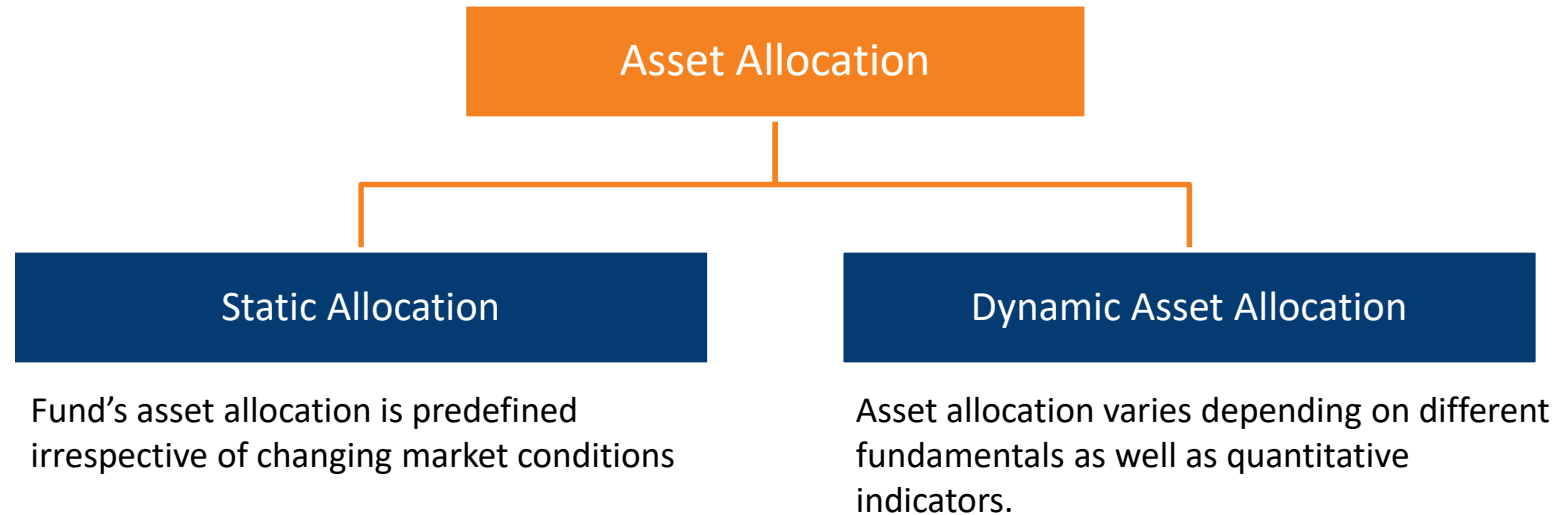 Asset Allocation
Static Allocation
Dynamic Asset Allocation
Fund's asset allocation is predefined
irrespective of changing market conditions
Asset allocation varies depending on different
fundamentals as well as quantitative
indicators.